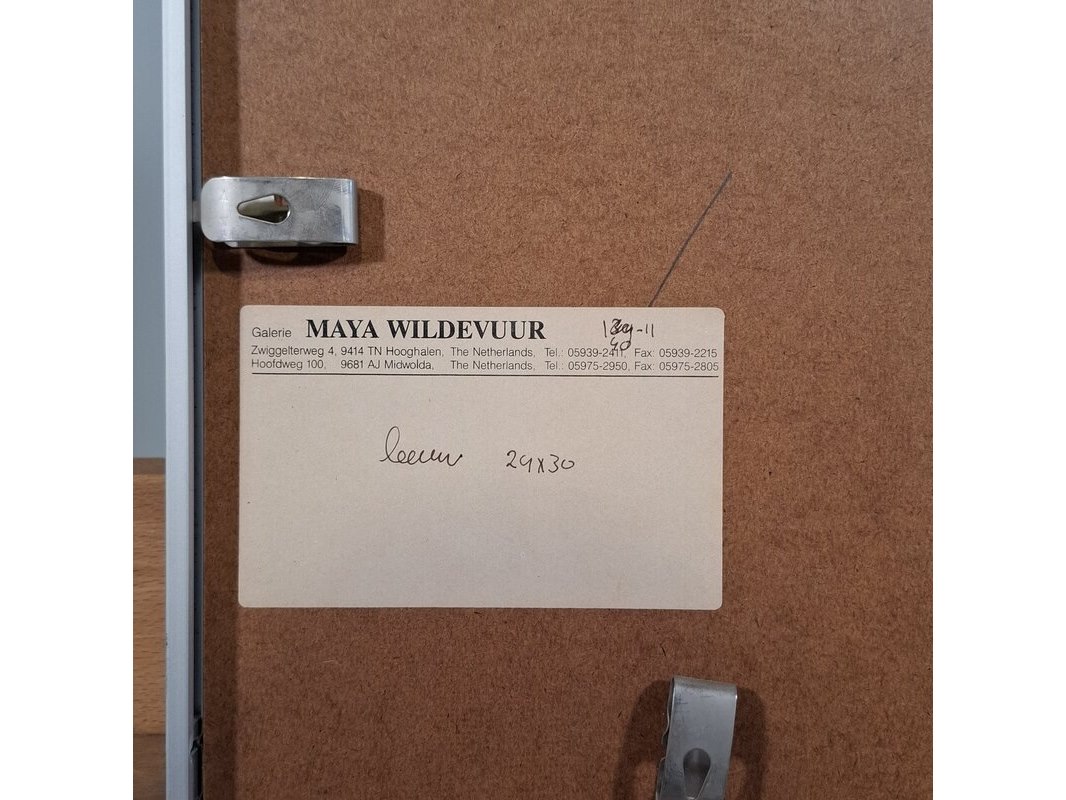 Galerie MAYA WILDEVUUR
Zwiggelterweg 4, 9414 TN Hooghalen, The Netherlands, Tel.: 05939-2411, Fax: 05939-2215
Hoofdweg 100, 9681 AJ Midwolda, The Netherlands, Tel.: 05975-2950, Fax: 05975-2805
leeuw 24x30